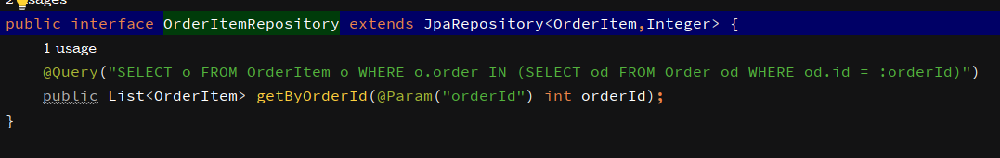 2 usages
public interface OrderItemRepository extends JpaRepository<OrderItem,Integer> {
1 usage
@Query("SELECT o FROM OrderItem o WHERE o.order IN (SELECT od FROM Order od WHERE od.id = :orderId)")
public List<OrderItem> getByOrderId(@Param("orderId") int orderId);
}